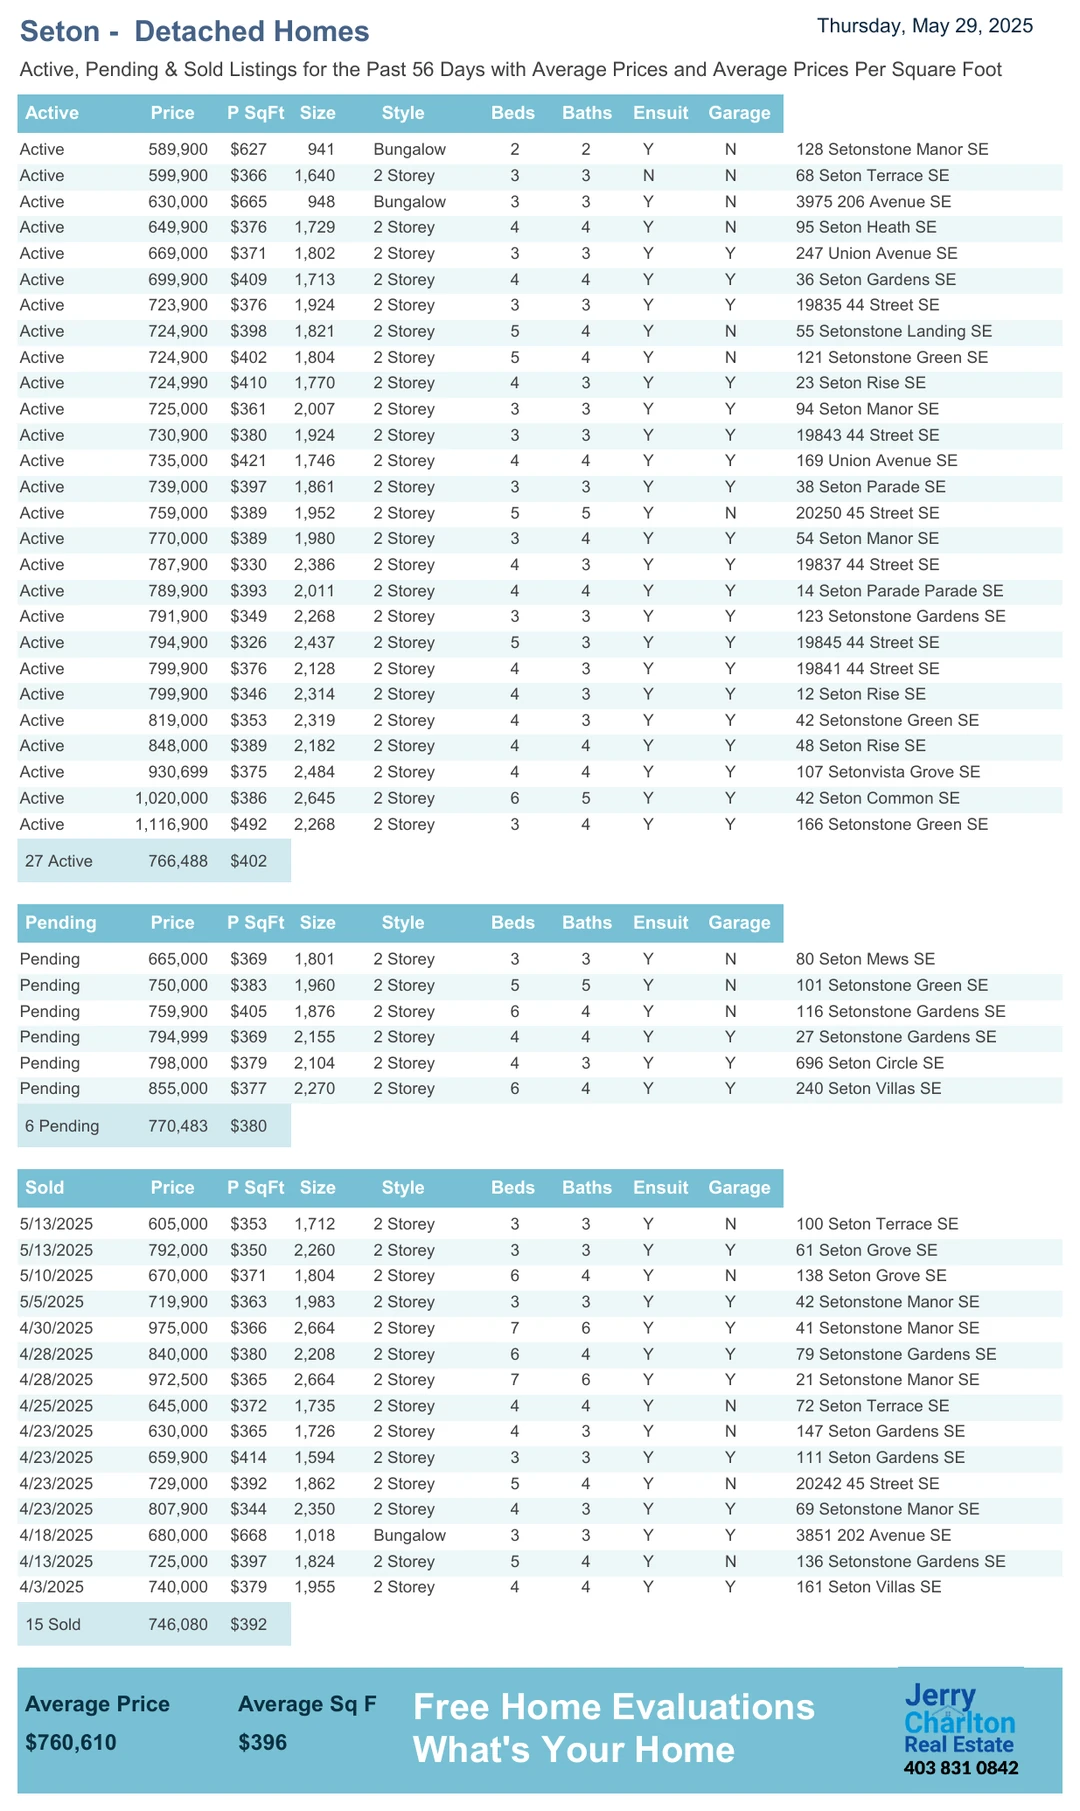 Seton -  Detached Homes
Thursday, May 29, 2025
Active, Pending & Sold Listings for the Past 56 Days with Average Prices and Average Prices Per Square Foot
Active Price P SqFt Size Style Beds Baths Ensuit Garage
Active 589,900 $627 941 Bungalow 2 2 Y N 128 Setonstone Manor SE
Active 599,900 $366 1,640 2 Storey 3 3 N N 68 Seton Terrace SE
Active 630,000 $665 948 Bungalow 3 3 Y N 3975 206 Avenue SE
Active 649,900 $376 1,729 2 Storey 4 4 Y N 95 Seton Heath SE
Active 669,000 $371 1,802 2 Storey 3 3 Y Y 247 Union Avenue SE
Active 699,900 $409 1,713 2 Storey 4 4 Y Y 36 Seton Gardens SE
Active 723,900 $376 1,924 2 Storey 3 3 Y Y 19835 44 Street SE
Active 724,900 $398 1,821 2 Storey 5 4 Y N 55 Setonstone Landing SE
Active 724,900 $402 1,804 2 Storey 5 4 Y N 121 Setonstone Green SE
Active 724,990 $410 1,770 2 Storey 4 3 Y Y 23 Seton Rise SE
Active 725,000 $361 2,007 2 Storey 3 3 Y Y 94 Seton Manor SE
Active 730,900 $380 1,924 2 Storey 3 3 Y Y 19843 44 Street SE
Active 735,000 $421 1,746 2 Storey 4 4 Y Y 169 Union Avenue SE
Active 739,000 $397 1,861 2 Storey 3 3 Y Y 38 Seton Parade SE
Active 759,000 $389 1,952 2 Storey 5 5 Y N 20250 45 Street SE
Active 770,000 $389 1,980 2 Storey 3 4 Y Y 54 Seton Manor SE
Active 787,900 $330 2,386 2 Storey 4 3 Y Y 19837 44 Street SE
Active 789,900 $393 2,011 2 Storey 4 4 Y Y 14 Seton Parade Parade SE
Active 791,900 $349 2,268 2 Storey 3 3 Y Y 123 Setonstone Gardens SE
Active 794,900 $326 2,437 2 Storey 5 3 Y Y 19845 44 Street SE
Active 799,900 $376 2,128 2 Storey 4 3 Y Y 19841 44 Street SE
Active 799,900 $346 2,314 2 Storey 4 3 Y Y 12 Seton Rise SE
Active 819,000 $353 2,319 2 Storey 4 3 Y Y 42 Setonstone Green SE
Active 848,000 $389 2,182 2 Storey 4 4 Y Y 48 Seton Rise SE
Active 930,699 $375 2,484 2 Storey 4 4 Y Y 107 Setonvista Grove SE
Active 1,020,000 $386 2,645 2 Storey 6 5 Y Y 42 Seton Common SE
Active 1,116,900 $492 2,268 2 Storey 3 4 Y Y 166 Setonstone Green SE
27 Active 766,488 $402
Pending Price P SqFt Size Style Beds Baths Ensuit Garage
Pending 665,000 $369 1,801 2 Storey 3 3 Y N 80 Seton Mews SE
Pending 750,000 $383 1,960 2 Storey 5 5 Y N 101 Setonstone Green SE
Pending 759,900 $405 1,876 2 Storey 6 4 Y N 116 Setonstone Gardens SE
Pending 794,999 $369 2,155 2 Storey 4 4 Y Y 27 Setonstone Gardens SE
Pending 798,000 $379 2,104 2 Storey 4 3 Y Y 696 Seton Circle SE
Pending 855,000 $377 2,270 2 Storey 6 4 Y Y 240 Seton Villas SE
6 Pending 770,483 $380
Sold Price P SqFt Size Style Beds Baths Ensuit Garage
5/13/2025 605,000 $353 1,712 2 Storey 3 3 Y N 100 Seton Terrace SE
5/13/2025 792,000 $350 2,260 2 Storey 3 3 Y Y 61 Seton Grove SE
5/10/2025 670,000 $371 1,804 2 Storey 6 4 Y N 138 Seton Grove SE
5/5/2025 719,900 $363 1,983 2 Storey 3 3 Y Y 42 Setonstone Manor SE
4/30/2025 975,000 $366 2,664 2 Storey 7 6 Y Y 41 Setonstone Manor SE
4/28/2025 840,000 $380 2,208 2 Storey 6 4 Y Y 79 Setonstone Gardens SE
4/28/2025 972,500 $365 2,664 2 Storey 7 6 Y Y 21 Setonstone Manor SE
4/25/2025 645,000 $372 1,735 2 Storey 4 4 Y N 72 Seton Terrace SE
4/23/2025 630,000 $365 1,726 2 Storey 4 3 Y N 147 Seton Gardens SE
4/23/2025 659,900 $414 1,594 2 Storey 3 3 Y Y 111 Seton Gardens SE
4/23/2025 729,000 $392 1,862 2 Storey 5 4 Y N 20242 45 Street SE
4/23/2025 807,900 $344 2,350 2 Storey 4 3 Y Y 69 Setonstone Manor SE
4/18/2025 680,000 $668 1,018 Bungalow 3 3 Y Y 3851 202 Avenue SE
4/13/2025 725,000 $397 1,824 2 Storey 5 4 Y N 136 Setonstone Gardens SE
4/3/2025 740,000 $379 1,955 2 Storey 4 4 Y Y 161 Seton Villas SE
15 Sold 746,080 $392
Average Price Average Sq F
$760,610 $396
Free Home Evaluations
What's Your Home
Jerry
Charlton
Real Estate
403 831 0842